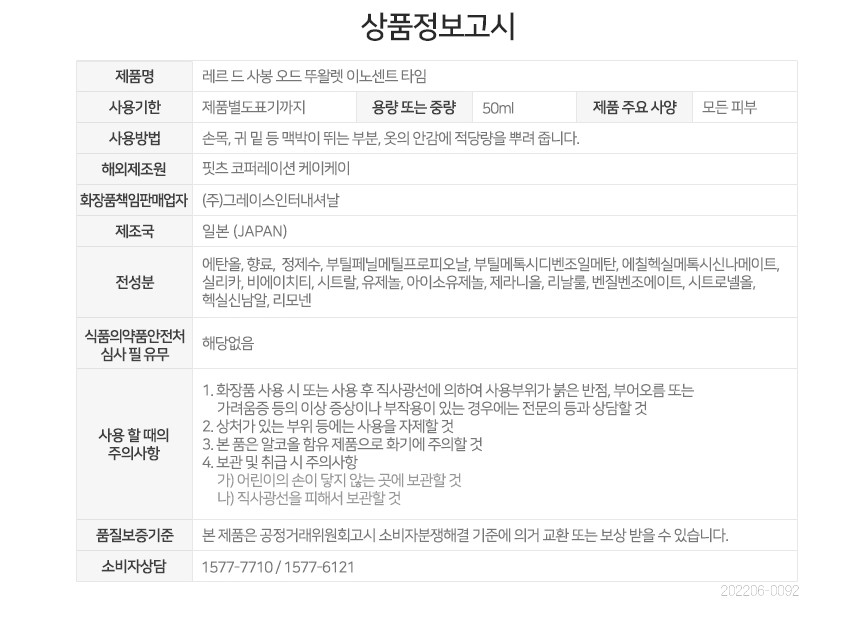 상품정보고시
제품명 레르 드 사봉 오드 뚜왈렛 이노센트 타임
사용기한 제품별도표기까지 용량 또는 중량 50ml 제품 주요 사양 모든 피부
사용방법 손목, 귀 밑 등 맥박이 뛰는 부분, 옷의 안감에 적당량을 뿌려 줍니다.
해외제조원 핏츠 코퍼레이션 케이케이
화장품책임판매업자 (주)그레이스인터내셔날
제조국 일본 (JAPAN)
전성분
에탄올, 향료, 정제수, 부틸페닐메틸프로피오날, 부틸메톡시디벤조일메탄, 에칠헥실메톡시신나메이트,
실리카, 비에이치티, 시트랄, 유제놀, 아이소유제놀, 제라니올, 리날룰, 벤질벤조에이트, 시트로넬올,
헥실신남알, 리모넨
식품의약품안전처
심사 필 유무
해당없음
사용 할 때의
주의사항
1. 화장품 사용 시 또는 사용 후 직사광선에 의하여 사용부위가 붉은 반점, 부어오름 또는
가려움증 등의 이상 증상이나 부작용이 있는 경우에는 전문의 등과 상담할 것
2. 상처가 있는 부위 등에는 사용을 자제할 것
3. 본 품은 알코올 함유 제품으로 화기에 주의할 것
4. 보관 및 취급 시 주의사항
가) 어린이의 손이 닿지 않는 곳에 보관할 것
나) 직사광선을 피해서 보관할 것
품질보증기준 본 제품은 공정거래위원회고시 소비자분쟁해결 기준에 의거 교환 또는 보상 받을 수 있습니다.
소비자상담 1577-7710 / 1577-6121
202206-0092